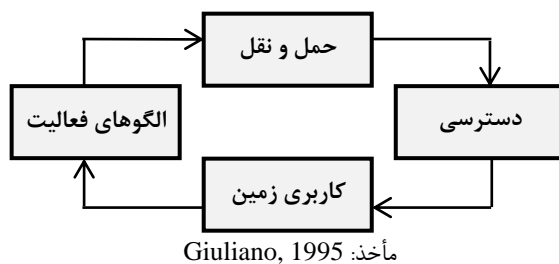 حمل و نقل
الگوهای فعالیت
دسترسی
کاربری زمین
مأخذ: Giuliano, 1995